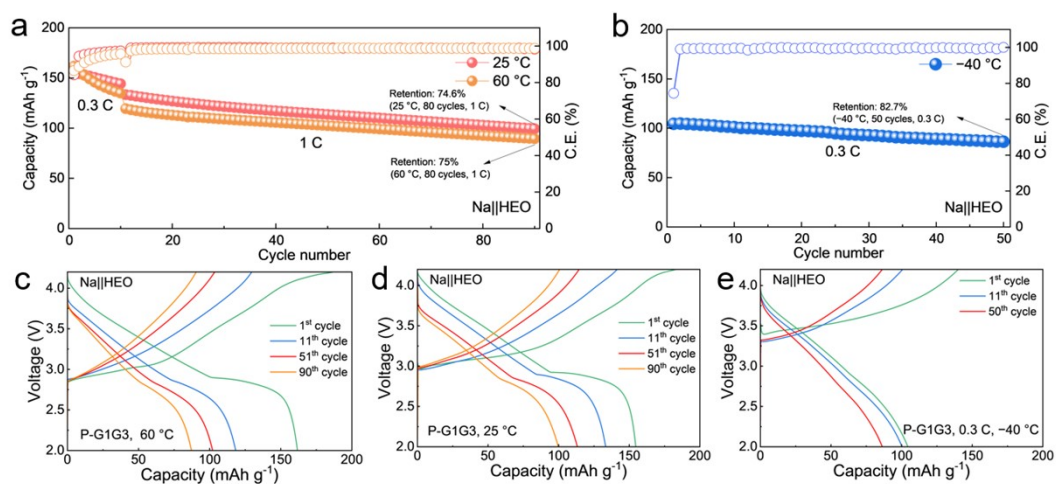 a
200
150
100
50
0
Capacity (mAh g⁻¹)
100
80
60
40
20
0
C.E. (%)
25 °C
60 °C
0.3 C
1 C
Retention: 74.6%
(25 °C, 80 cycles, 1 C)
Retention: 75%
(60 °C, 80 cycles, 1 C)
Na||HEO
0 20 40 60 80
Cycle number
b
200
150
100
50
0
Capacity (mAh g⁻¹)
100
80
60
40
20
0
C.E. (%)
−40 °C
Retention: 82.7%
(−40 °C, 50 cycles, 0.3 C)
0.3 C
Na||HEO
0 10 20 30 40 50
Cycle number
c
Na||HEO
4.0
3.5
3.0
2.5
2.0
Voltage (V)
1st cycle
11th cycle
51th cycle
90th cycle
P-G1G3, 60 °C
0 50 100 150 200
Capacity (mAh g⁻¹)
d
Na||HEO
4.0
3.5
3.0
2.5
2.0
Voltage (V)
1st cycle
11th cycle
51th cycle
90th cycle
P-G1G3, 25 °C
0 50 100 150 200
Capacity (mAh g⁻¹)
e
Na||HEO
4.0
3.5
3.0
2.5
2.0
Voltage (V)
1st cycle
11th cycle
50th cycle
P-G1G3, 0.3 C, −40 °C
0 50 100 150 200
Capacity (mAh g⁻¹)